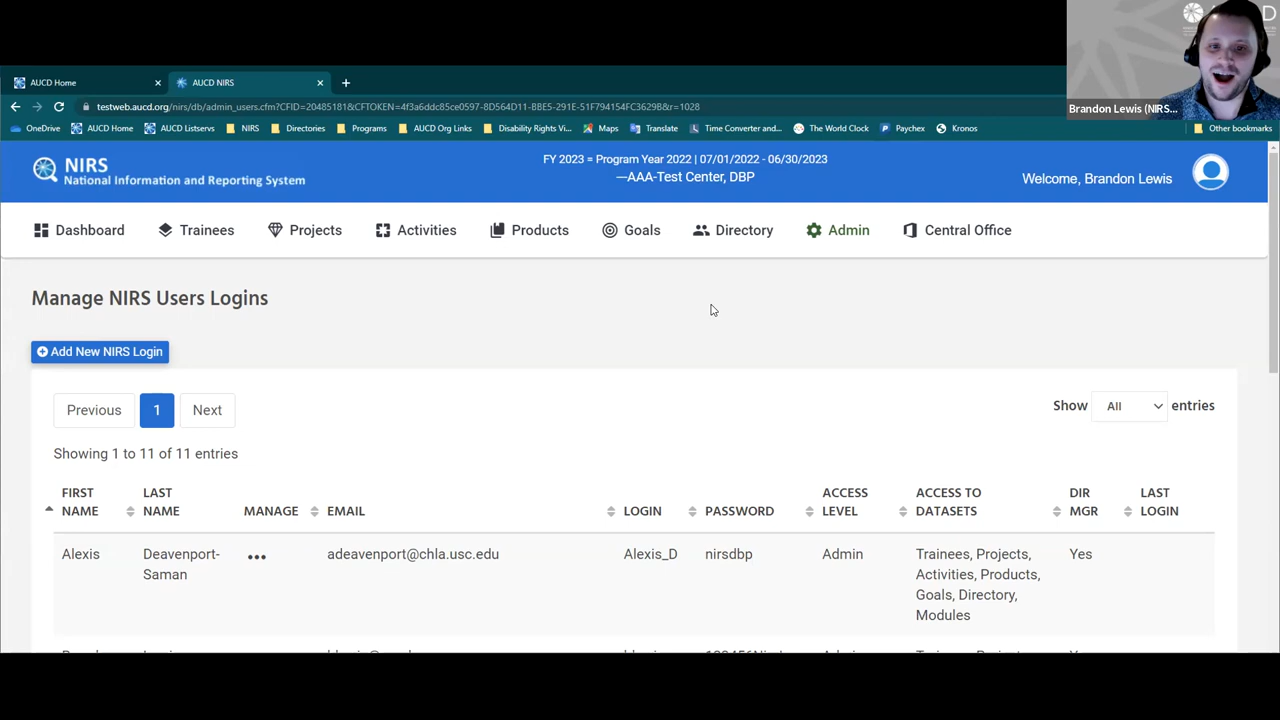 AUCD Home
AUCD NIRS
testweb.aucd.org/nirs/db/admin_users.cfm?CFID=20485181&CFTOKEN=4f3a6ddc85ce0597-8D564D11-BBE5-291E-51F794154FC3629B&r=1028
Brandon Lewis (NIRS...
OneDrive AUCD Home AUCD Listservs NIRS Directories Programs AUCD Org Links Disability Rights Vi... Maps Translate Time Converter and... The World Clock Paychex Kronos Other bookmarks
NIRS
National Information and Reporting System
FY 2023 = Program Year 2022 | 07/01/2022 - 06/30/2023
—AAA-Test Center, DBP
Welcome, Brandon Lewis
Dashboard Trainees Projects Activities Products Goals Directory Admin Central Office
Manage NIRS Users Logins
Add New NIRS Login
Previous 1 Next
Show All entries
Showing 1 to 11 of 11 entries
FIRST NAME LAST NAME MANAGE EMAIL LOGIN PASSWORD ACCESS LEVEL ACCESS TO DATASETS DIR MGR LAST LOGIN
Alexis Deavenport- adeavenport@chla.usc.edu Alexis_D nirsdbp Admin Trainees, Projects, Yes
Saman Activities, Products,
Goals, Directory,
Modules